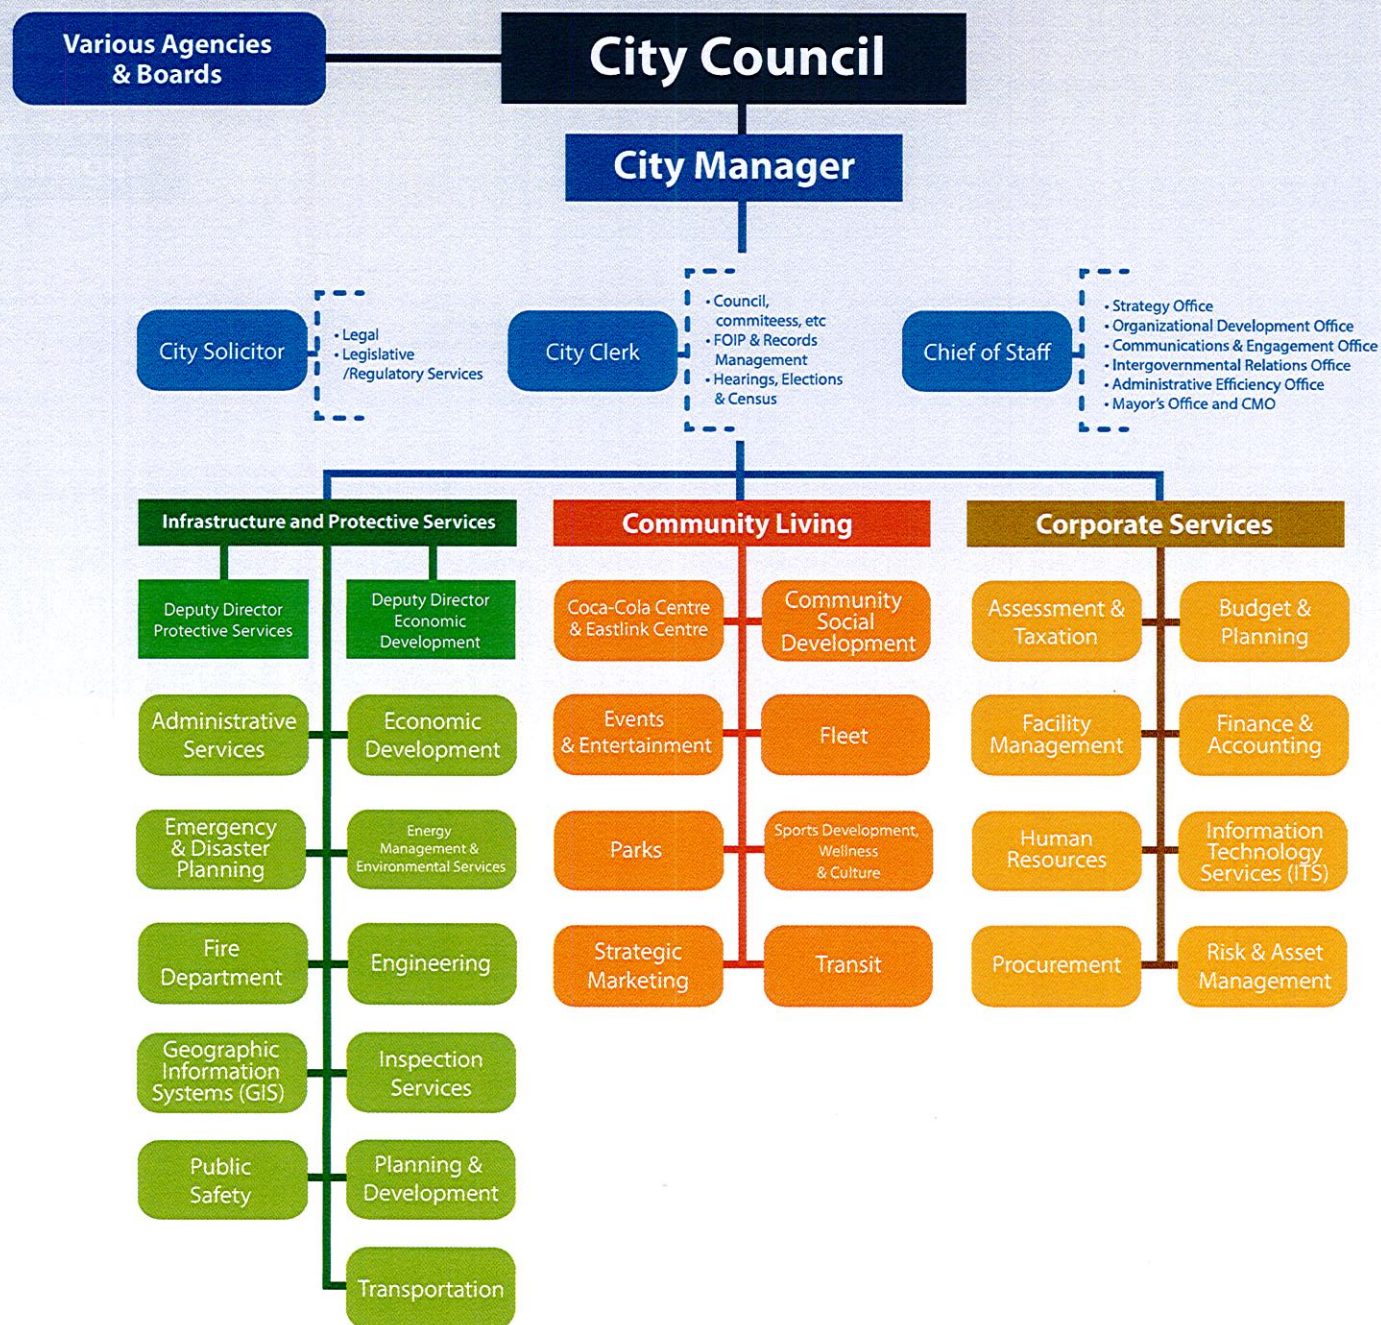 Various Agencies
& Boards
City Council
City Manager
City Solicitor
• Legal
• Legislative
/Regulatory Services
City Clerk
• Council,
commiteess, etc
• FOIP & Records
Management
• Hearings, Elections
& Census
Chief of Staff
• Strategy Office
• Organizational Development Office
• Communications & Engagement Office
• Intergovernmental Relations Office
• Administrative Efficiency Office
• Mayor's Office and CMO
Infrastructure and Protective Services
Deputy Director
Protective Services
Deputy Director
Economic
Development
Administrative
Services
Economic
Development
Emergency
& Disaster
Planning
Energy
Management &
Environmental Services
Fire
Department
Engineering
Geographic
Information
Systems (GIS)
Inspection
Services
Public
Safety
Planning &
Development
Transportation
Community Living
Coca-Cola Centre
& Eastlink Centre
Community
Social
Development
Events
& Entertainment
Fleet
Parks
Sports Development,
Wellness
& Culture
Strategic
Marketing
Transit
Corporate Services
Assessment &
Taxation
Budget &
Planning
Facility
Management
Finance &
Accounting
Human
Resources
Information
Technology
Services (ITS)
Procurement
Risk & Asset
Management